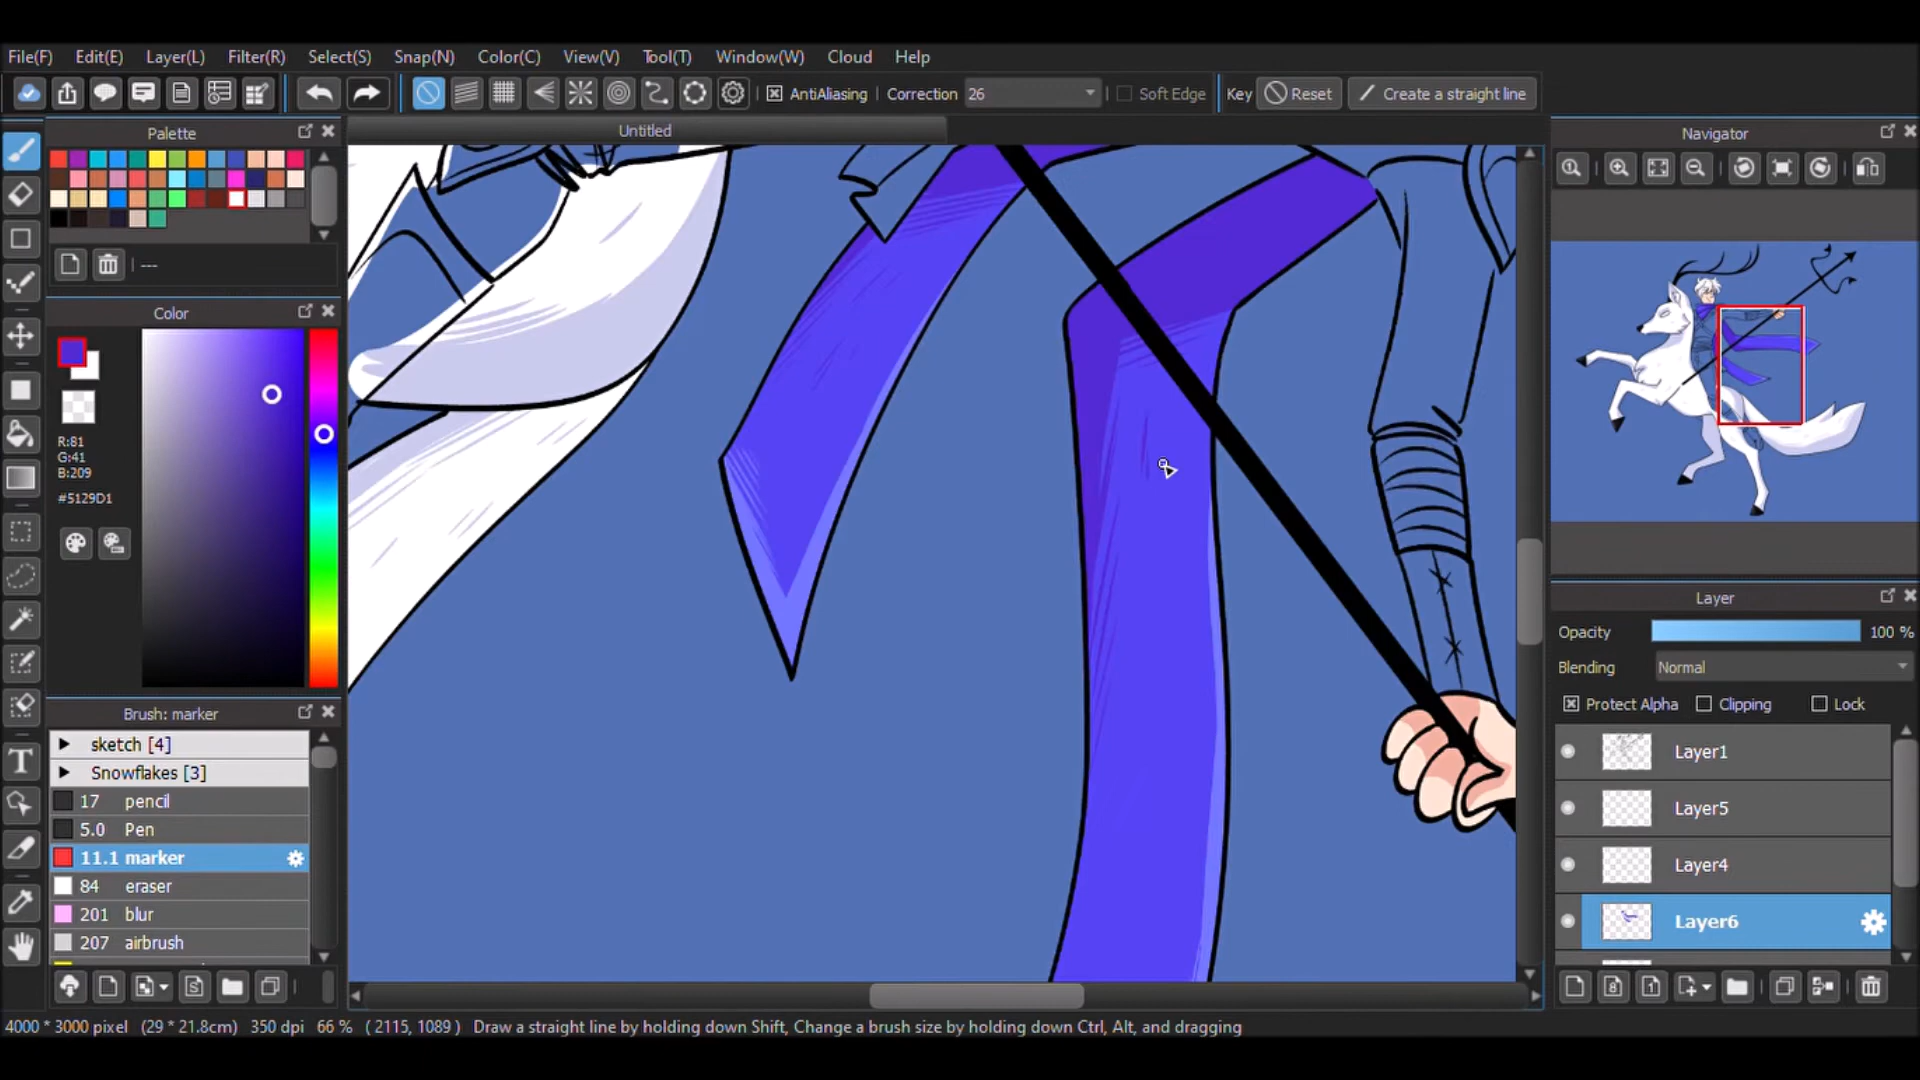 File(F) Edit(E) Layer(L) Filter(R) Select(S) Snap(N) Color(C) View(V) Tool(T) Window(W) Cloud Help
AntiAliasing Correction 26 Soft Edge Key Reset Create a straight line
Palette
Untitled
Navigator
---
Color
R:81
G:41
B:209
#5129D1
Brush: marker
sketch [4]
Snowflakes [3]
17 pencil
5.0 Pen
11.1 marker
84 eraser
201 blur
207 airbrush
Layer
Opacity 100 %
Blending Normal
Protect Alpha Clipping Lock
Layer1
Layer5
Layer4
Layer6
4000 * 3000 pixel (29 * 21.8cm) 350 dpi 66 % ( 2115, 1089 ) Draw a straight line by holding down Shift, Change a brush size by holding down Ctrl, Alt, and dragging